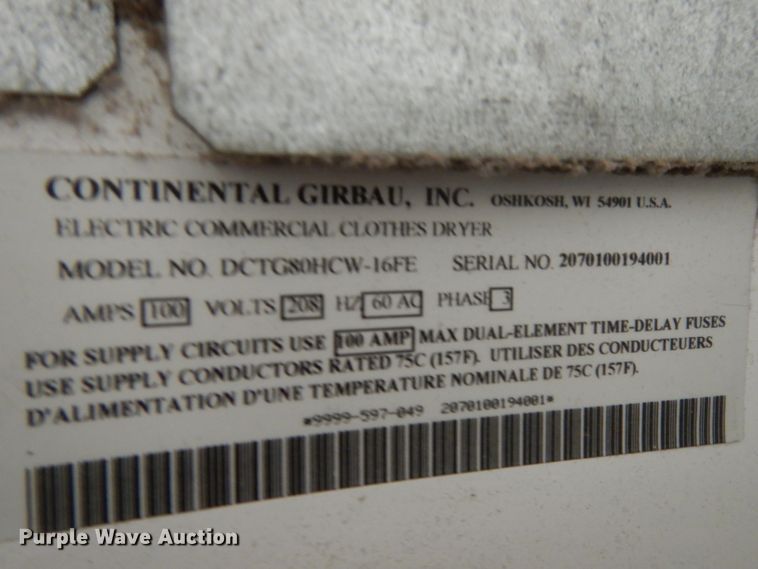 CONTINENTAL GIRBAU, INC. OSHKOSH, WI 54901 U.S.A.
ELECTRIC COMMERCIAL CLOTHES DRYER
MODEL NO. DCTG80HCW-16FE SERIAL NO. 2070100194001
AMPS 100 VOLTS 208 HZ 60 AC PHASE 3
FOR SUPPLY CIRCUITS USE 100 AMP MAX DUAL-ELEMENT TIME-DELAY FUSES
USE SUPPLY CONDUCTORS RATED 75C (157F). UTILISER DES CONDUCTEUERS
D'ALIMENTATION D'UNE TEMPERATURE NOMINALE DE 75C (157F).
*9999-597-049 2070100194001*
Purple Wave Auction